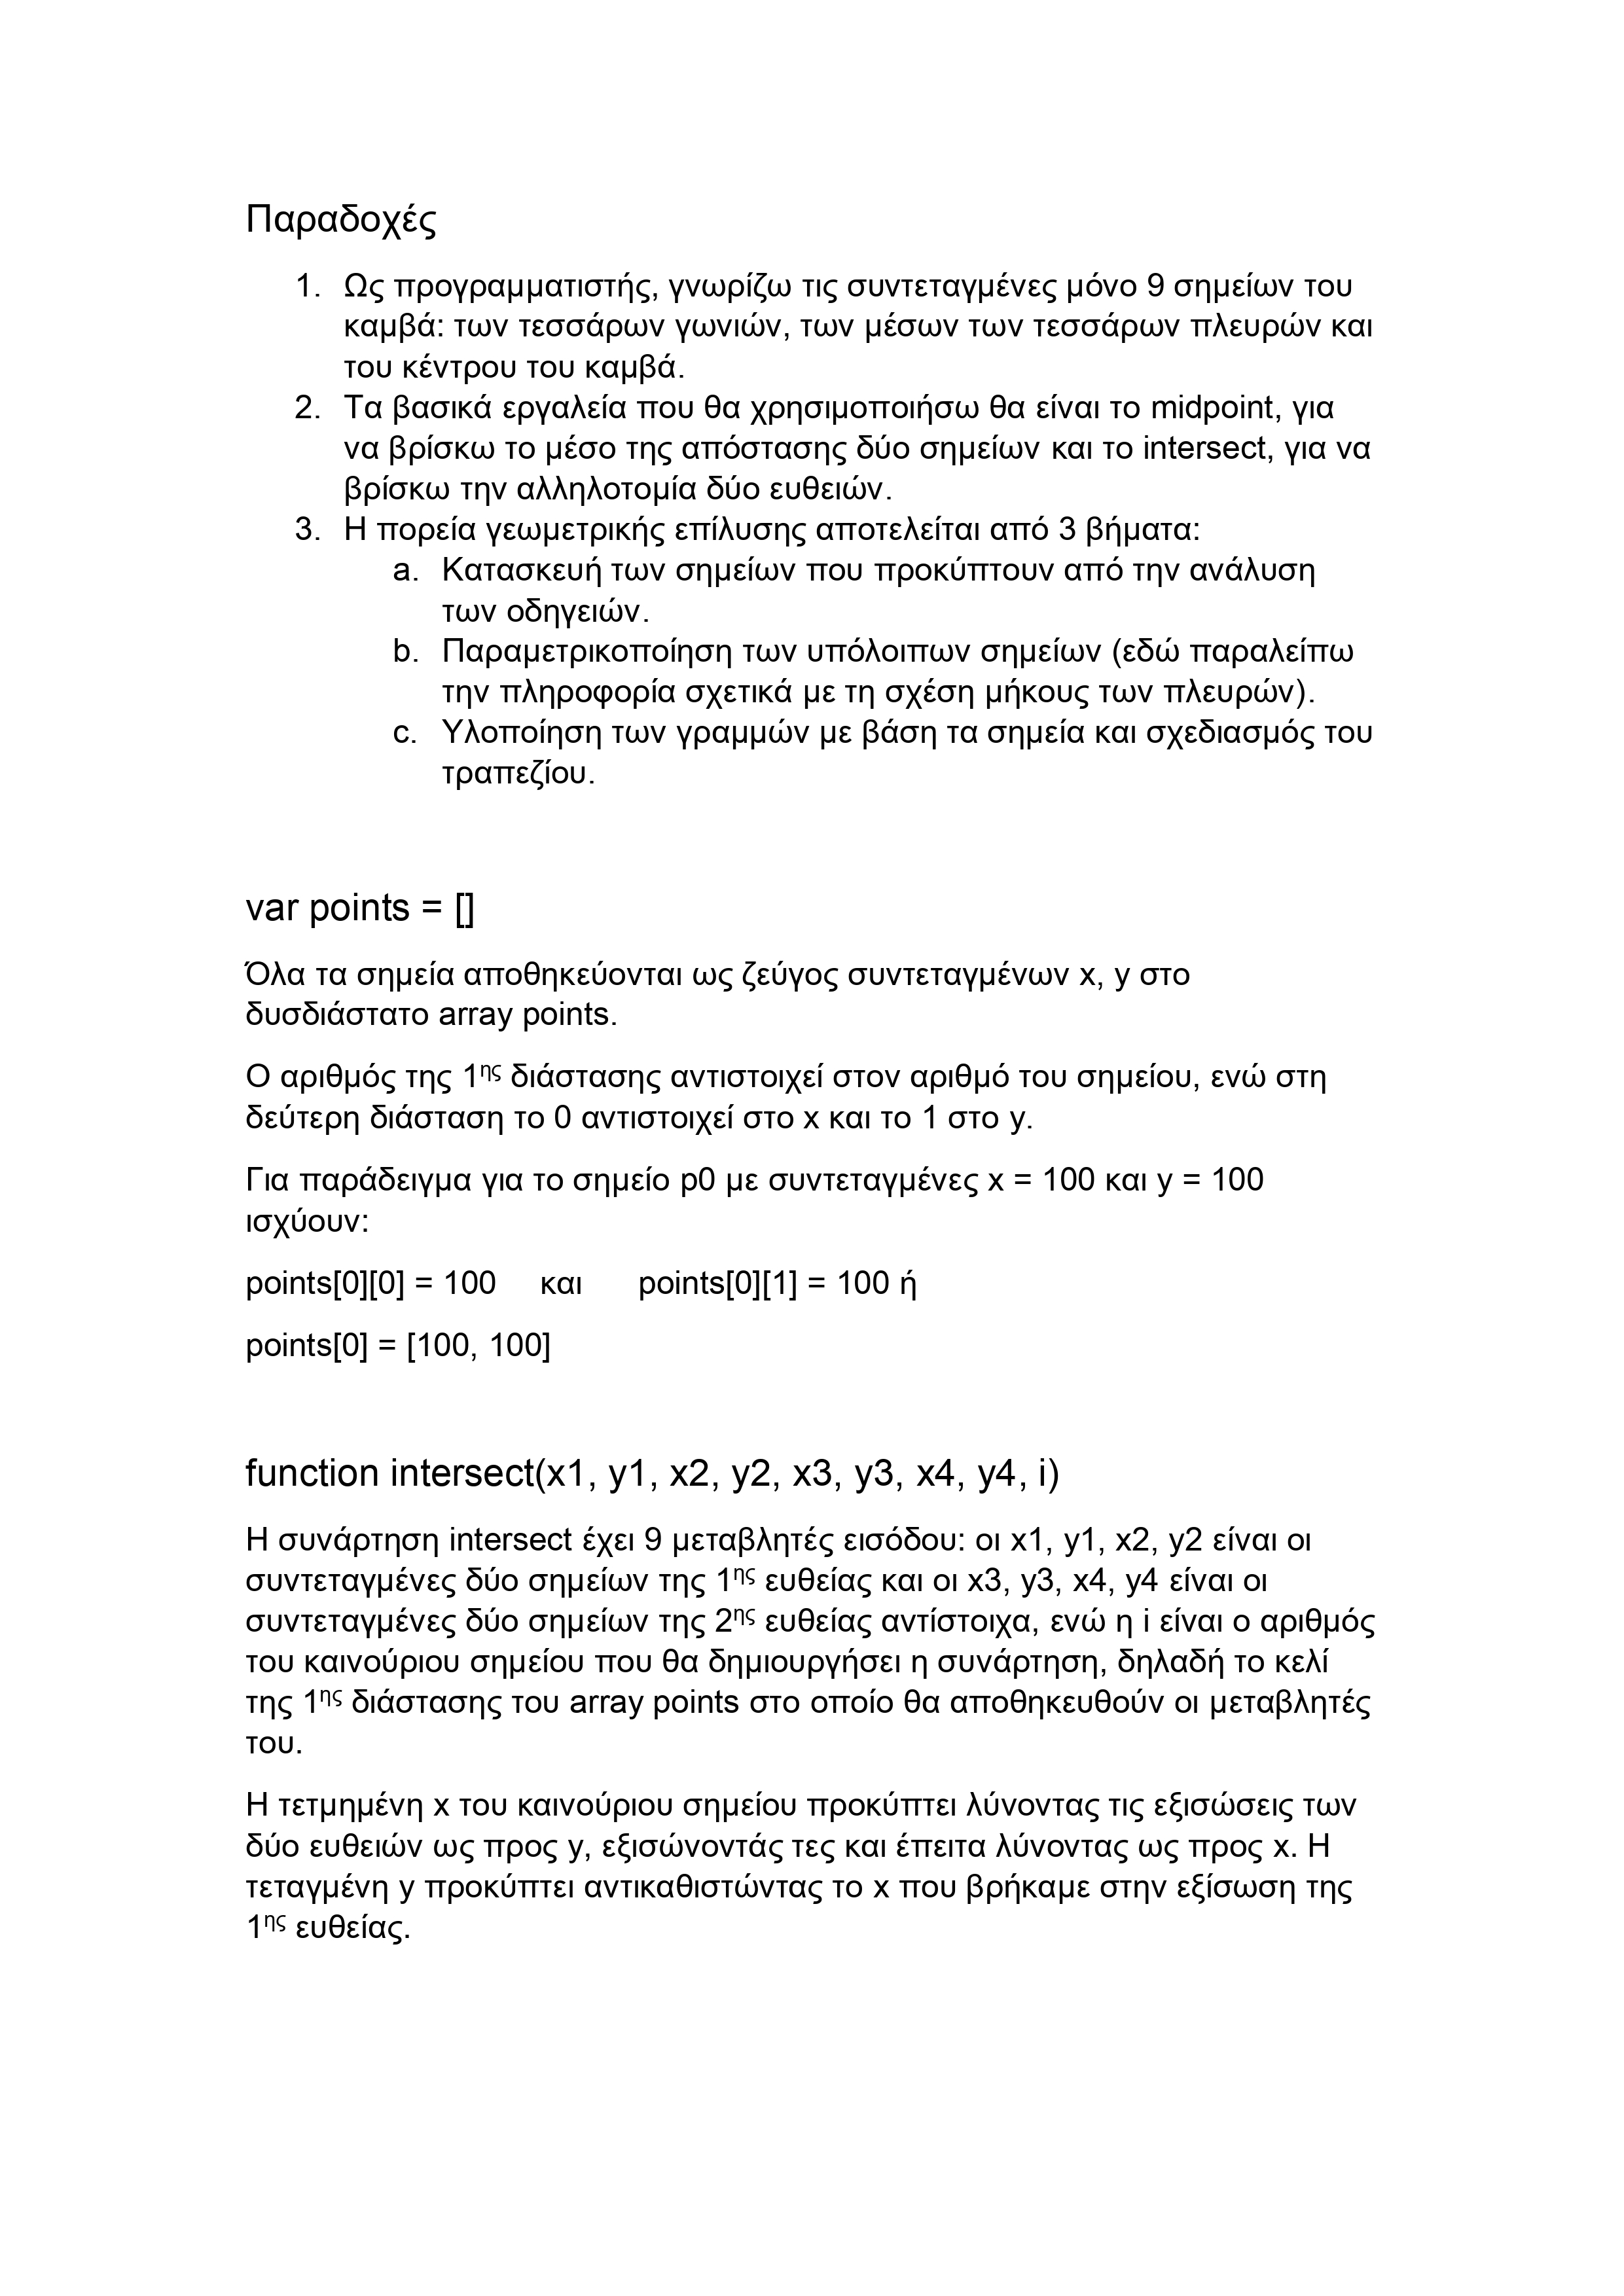 Παραδοχές
1. Ως προγραμματιστής, γνωρίζω τις συντεταγμένες μόνο 9 σημείων του
καμβά: των τεσσάρων γωνιών, των μέσων των τεσσάρων πλευρών και
του κέντρου του καμβά.
2. Τα βασικά εργαλεία που θα χρησιμοποιήσω θα είναι το midpoint, για
να βρίσκω το μέσο της απόστασης δύο σημείων και το intersect, για να
βρίσκω την αλληλοτομία δύο ευθειών.
3. Η πορεία γεωμετρικής επίλυσης αποτελείται από 3 βήματα:
a. Κατασκευή των σημείων που προκύπτουν από την ανάλυση
των οδηγειών.
b. Παραμετρικοποίηση των υπόλοιπων σημείων (εδώ παραλείπω
την πληροφορία σχετικά με τη σχέση μήκους των πλευρών).
c. Υλοποίηση των γραμμών με βάση τα σημεία και σχεδιασμός του
τραπεζίου.
var points = []
Όλα τα σημεία αποθηκεύονται ως ζεύγος συντεταγμένων x, y στο
δυσδιάστατο array points.
Ο αριθμός της 1ης διάστασης αντιστοιχεί στον αριθμό του σημείου, ενώ στη
δεύτερη διάσταση το 0 αντιστοιχεί στο x και το 1 στο y.
Για παράδειγμα για το σημείο p0 με συντεταγμένες x = 100 και y = 100
ισχύουν:
points[0][0] = 100 και points[0][1] = 100 ή
points[0] = [100, 100]
function intersect(x1, y1, x2, y2, x3, y3, x4, y4, i)
Η συνάρτηση intersect έχει 9 μεταβλητές εισόδου: οι x1, y1, x2, y2 είναι οι
συντεταγμένες δύο σημείων της 1ης ευθείας και οι x3, y3, x4, y4 είναι οι
συντεταγμένες δύο σημείων της 2ης ευθείας αντίστοιχα, ενώ η i είναι ο αριθμός
του καινούριου σημείου που θα δημιουργήσει η συνάρτηση, δηλαδή το κελί
της 1ης διάστασης του array points στο οποίο θα αποθηκευθούν οι μεταβλητές
του.
Η τετμημένη x του καινούριου σημείου προκύπτει λύνοντας τις εξισώσεις των
δύο ευθειών ως προς y, εξισώνοντάς τες και έπειτα λύνοντας ως προς x. Η
τεταγμένη y προκύπτει αντικαθιστώντας το x που βρήκαμε στην εξίσωση της
1ης ευθείας.